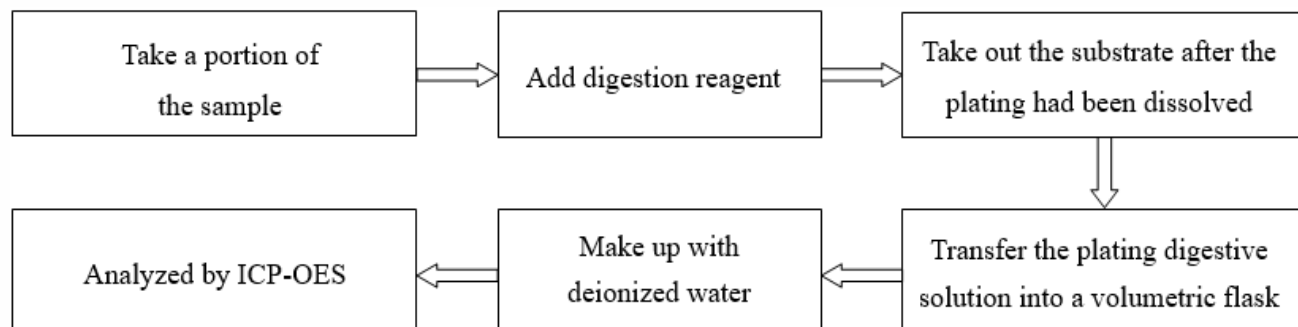 Take a portion of
the sample
Add digestion reagent
Take out the substrate after the
plating had been dissolved
Transfer the plating digestive
solution into a volumetric flask
Make up with
deionized water
Analyzed by ICP-OES